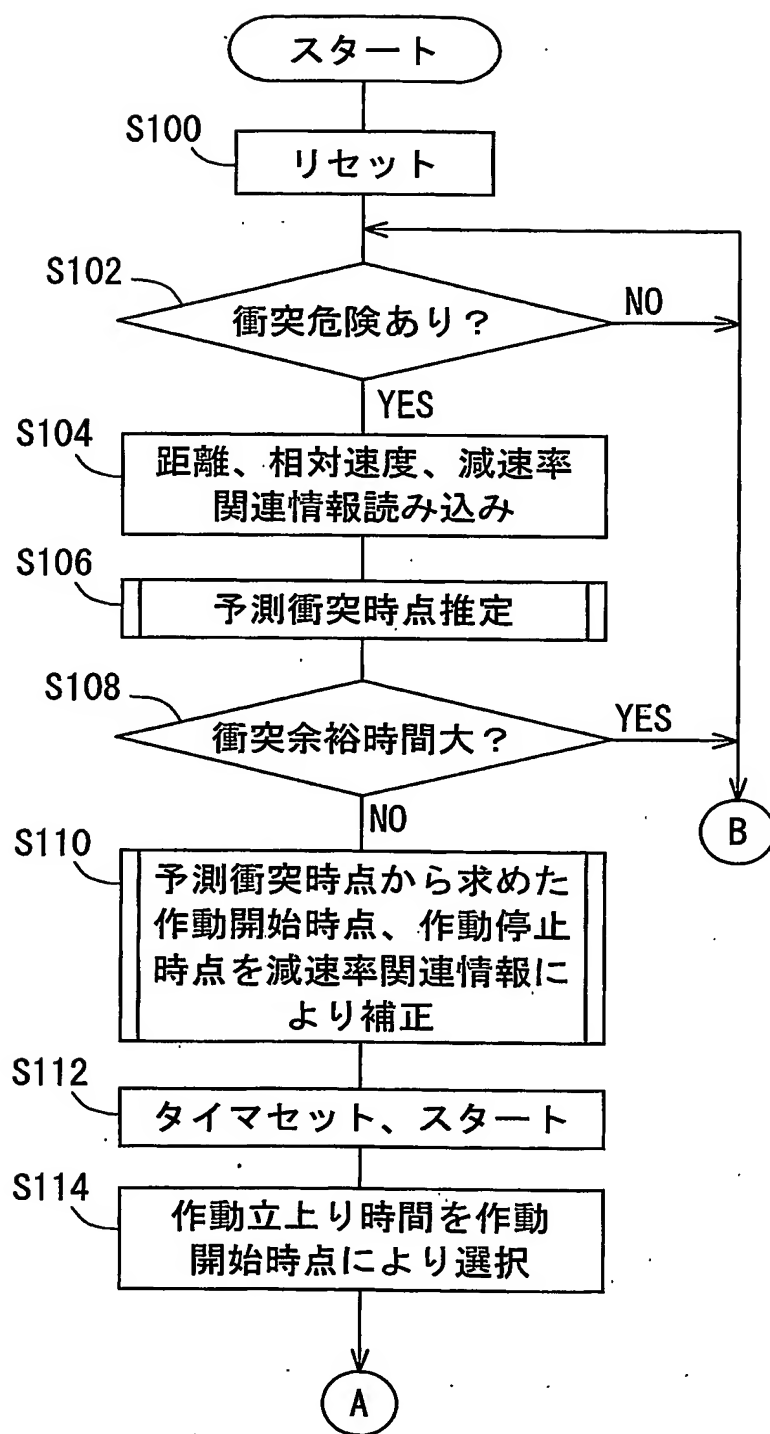 スタート
S100
リセット
S102
衝突危険あり？
NO
YES
S104
距離、相対速度、減速率
関連情報読み込み
S106
予測衝突時点推定
S108
衝突余裕時間大？
YES
NO
B
S110
予測衝突時点から求めた
作動開始時点、作動停止
時点を減速率関連情報に
より補正
S112
タイマセット、スタート
S114
作動立上り時間を作動
開始時点により選択
A